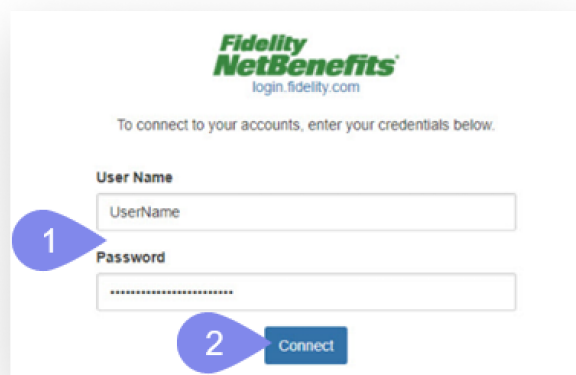 Fidelity
NetBenefits®
login.fidelity.com
To connect to your accounts, enter your credentials below.
User Name
UserName
1
Password
••••••••••••••••••••••••
2
Connect